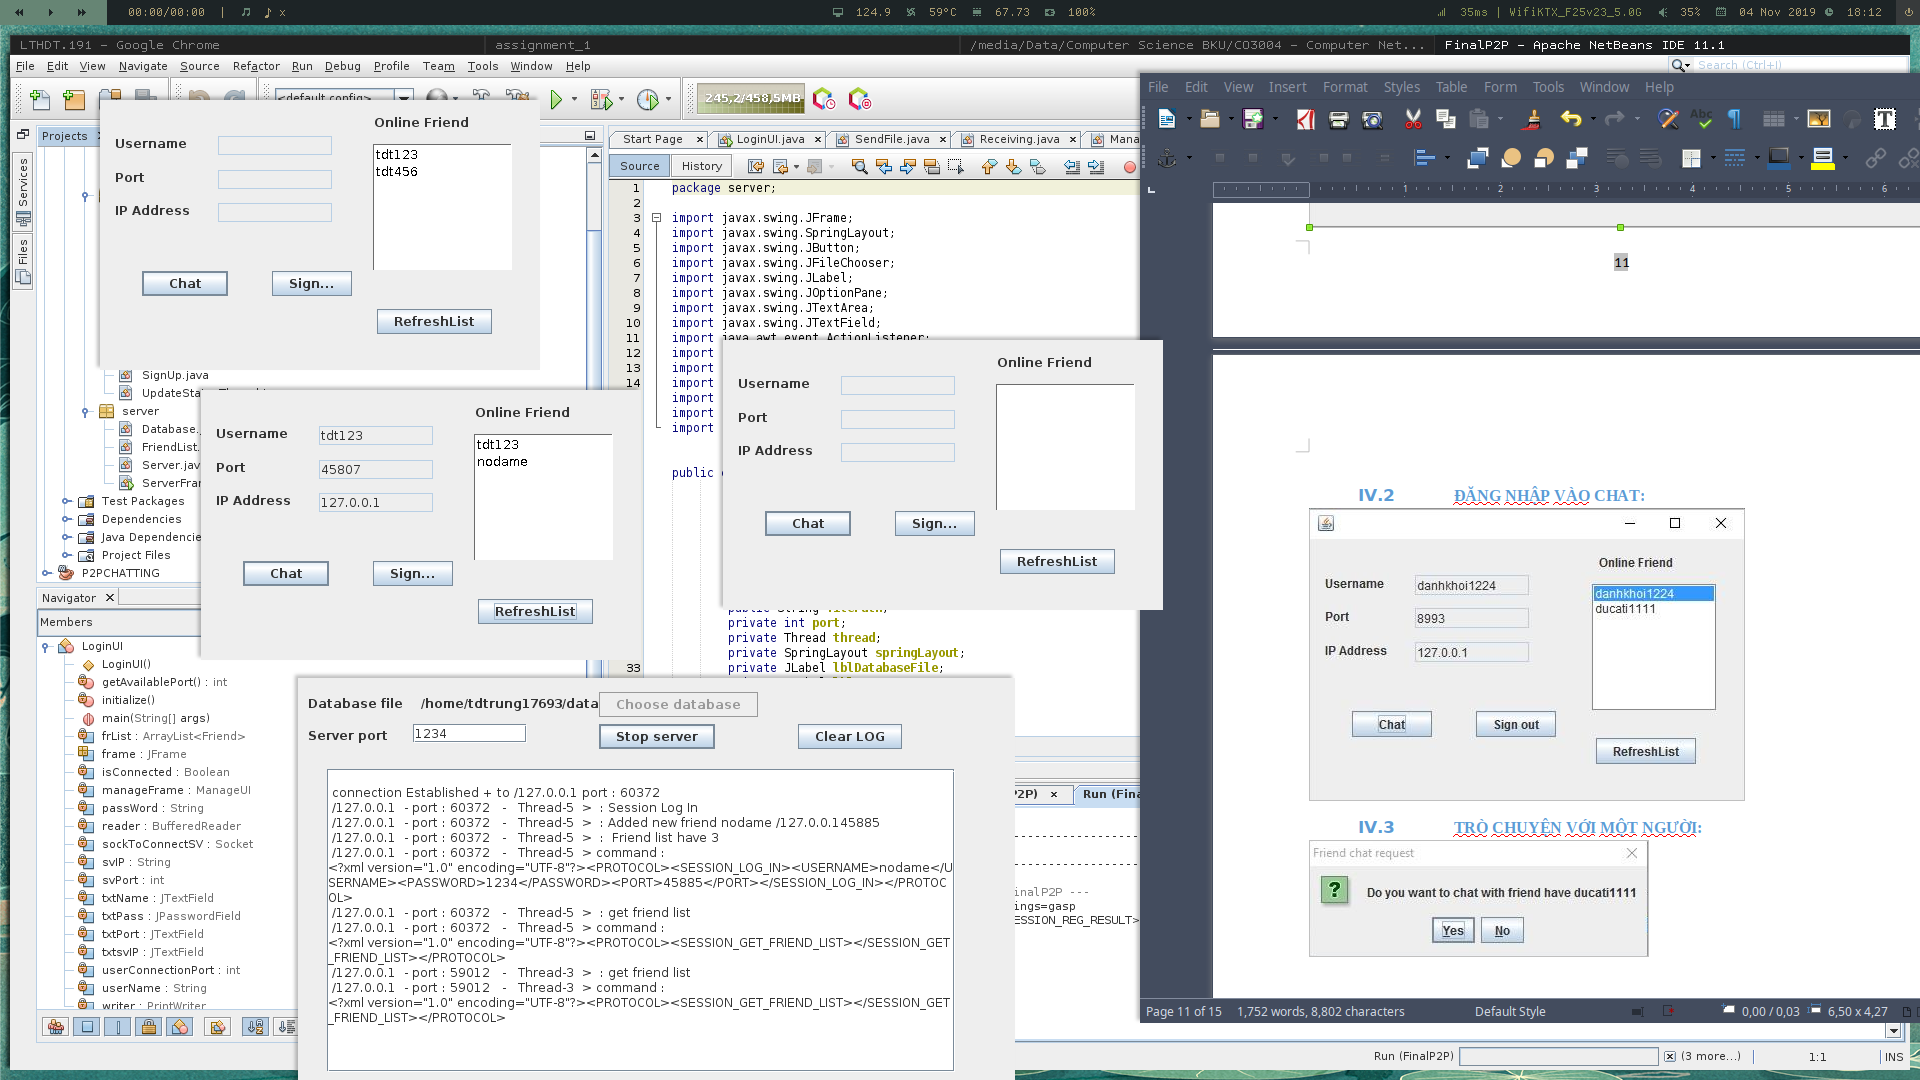 00:00/00:00 | x
124.9 59°C 67.73 100%
35ms | WifiKTX_F25v23_5.0G 35% 04 Nov 2019 18:12
LTHDT.191 - Google Chrome
assignment_1
/media/Data/Computer Science BKU/CO3004 - Computer Net...
FinalP2P - Apache NetBeans IDE 11.1
File Edit View Navigate Source Refactor Run Debug Profile Team Tools Window Help
Search (Ctrl+I)
<default config>
245,2/458,5MB
Projects
Services
Files
Start Page
LoginUI.java
SendFile.java
Receiving.java
Mana
Source
History
1 package server;
2
3 import javax.swing.JFrame;
4 import javax.swing.SpringLayout;
5 import javax.swing.JButton;
6 import javax.swing.JFileChooser;
7 import javax.swing.JLabel;
8 import javax.swing.JOptionPane;
9 import javax.swing.JTextArea;
10 import javax.swing.JTextField;
11 import java.awt.event.ActionListener;
12 import
13 import
14 import
import
import
import
public
public String filePath;
private int port;
private Thread thread;
private SpringLayout springLayout;
33 private JLabel lblDatabaseFile;
Online Friend
Username
Port
IP Address
tdt123
tdt456
Chat
Sign...
RefreshList
SignUp.java
server
Database.
FriendList.
Server.jav
ServerFra
Test Packages
Dependencies
Java Dependencie
Project Files
P2PCHATTING
Online Friend
Username tdt123
Port 45807
IP Address 127.0.0.1
tdt123
nodame
Chat
Sign...
RefreshList
Online Friend
Username
Port
IP Address
Chat
Sign...
RefreshList
Navigator
Members
LoginUI
LoginUI()
getAvailablePort() : int
initialize()
main(String[] args)
frList : ArrayList<Friend>
frame : JFrame
isConnected : Boolean
manageFrame : ManageUI
passWord : String
reader : BufferedReader
sockToConnectSV : Socket
svIP : String
svPort : int
txtName : JTextField
txtPass : JPasswordField
txtPort : JTextField
txtsvIP : JTextField
userConnectionPort : int
userName : String
writer : PrintWriter
Database file /home/tdtrung17693/data
Choose database
Server port 1234
Stop server
Clear LOG
connection Established + to /127.0.0.1 port : 60372
/127.0.0.1 - port : 60372 - Thread-5 > : Session Log In
/127.0.0.1 - port : 60372 - Thread-5 > : Added new friend nodame /127.0.0.145885
/127.0.0.1 - port : 60372 - Thread-5 > : Friend list have 3
/127.0.0.1 - port : 60372 - Thread-5 > command :
<?xml version="1.0" encoding="UTF-8"?><PROTOCOL><SESSION_LOG_IN><USERNAME>nodame</U
SERNAME><PASSWORD>1234</PASSWORD><PORT>45885</PORT></SESSION_LOG_IN></PROTOC
OL>
/127.0.0.1 - port : 60372 - Thread-5 > : get friend list
/127.0.0.1 - port : 60372 - Thread-5 > command :
<?xml version="1.0" encoding="UTF-8"?><PROTOCOL><SESSION_GET_FRIEND_LIST></SESSION_GET
_FRIEND_LIST></PROTOCOL>
/127.0.0.1 - port : 59012 - Thread-3 > : get friend list
/127.0.0.1 - port : 59012 - Thread-3 > command :
<?xml version="1.0" encoding="UTF-8"?><PROTOCOL><SESSION_GET_FRIEND_LIST></SESSION_GET
_FRIEND_LIST></PROTOCOL>
P2P)
Run (Fina
inalP2P ---
ings=gasp
ESSION_REG_RESULT>
File Edit View Insert Format Styles Table Form Tools Window Help
1 2 3 4 5 6
11
IV.2 ĐĂNG NHẬP VÀO CHAT:
Online Friend
Username danhkhoi1224
Port 8993
IP Address 127.0.0.1
danhkhoi1224
ducati1111
Chat
Sign out
RefreshList
IV.3 TRÒ CHUYỆN VỚI MỘT NGƯỜI:
Friend chat request
Do you want to chat with friend have ducati1111
Yes
No
Page 11 of 15
1,752 words, 8,802 characters
Default Style
0,00 / 0,03
6,50 x 4,27
Run (FinalP2P)
(3 more...)
1:1
INS